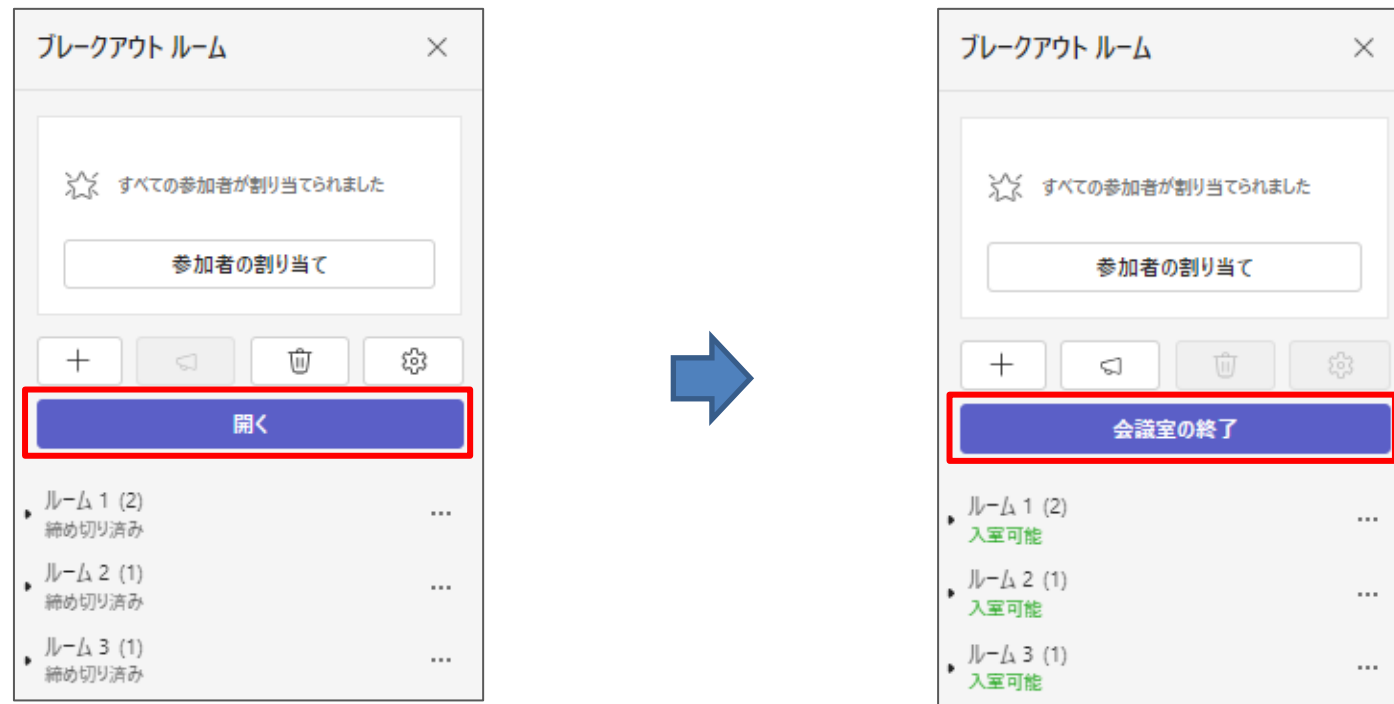 ブレークアウト ルーム
すべての参加者が割り当てられました
参加者の割り当て
開く
ルーム 1 (2)
締め切り済み
ルーム 2 (1)
締め切り済み
ルーム 3 (1)
締め切り済み
ブレークアウト ルーム
すべての参加者が割り当てられました
参加者の割り当て
会議室の終了
ルーム 1 (2)
入室可能
ルーム 2 (1)
入室可能
ルーム 3 (1)
入室可能